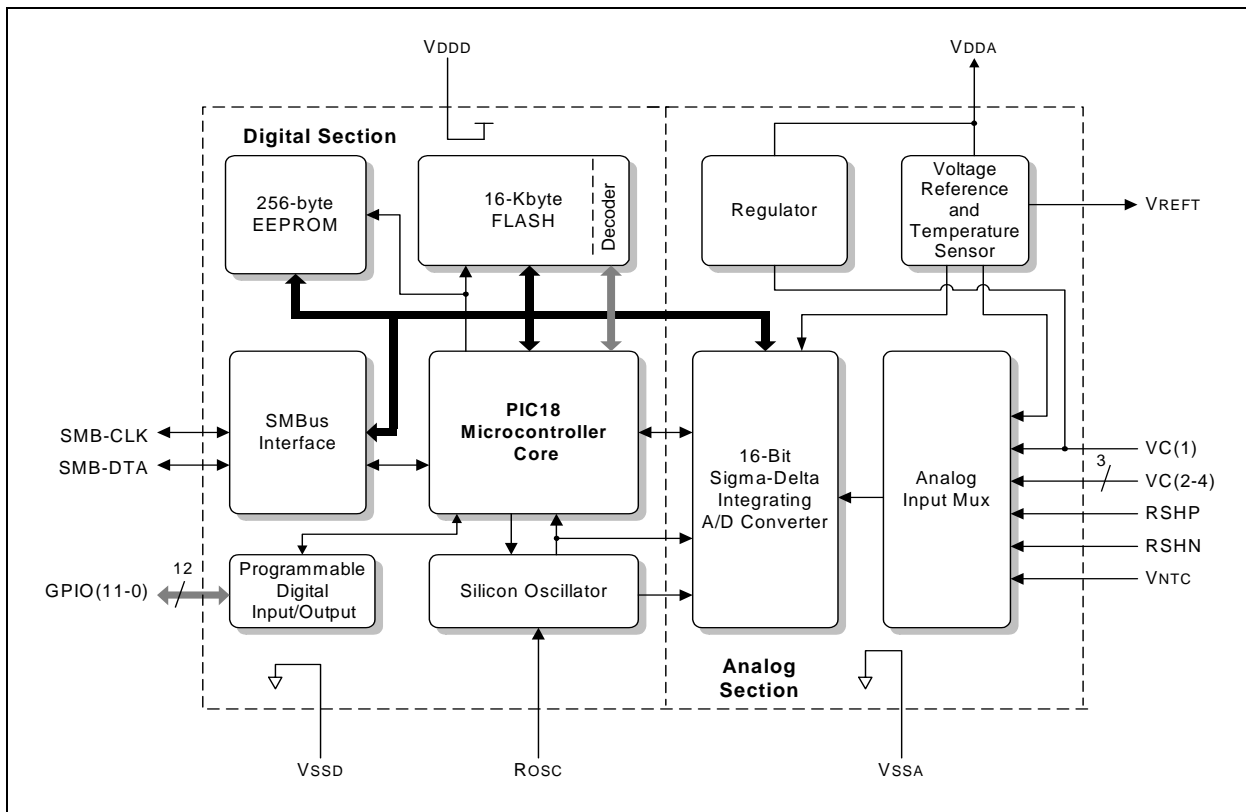 VDDD
VDDA
Digital Section
256-byte
EEPROM
16-Kbyte
FLASH
Decoder
Regulator
Voltage
Reference
and
Temperature
Sensor
VREFT
SMBus
Interface
PIC18
Microcontroller
Core
16-Bit
Sigma-Delta
Integrating
A/D Converter
Analog
Input Mux
SMB-CLK
SMB-DTA
VC(1)
3
VC(2-4)
RSHP
RSHN
VNTC
12
GPIO(11-0)
Programmable
Digital
Input/Output
Silicon Oscillator
Analog
Section
VSSD
ROSC
VSSA